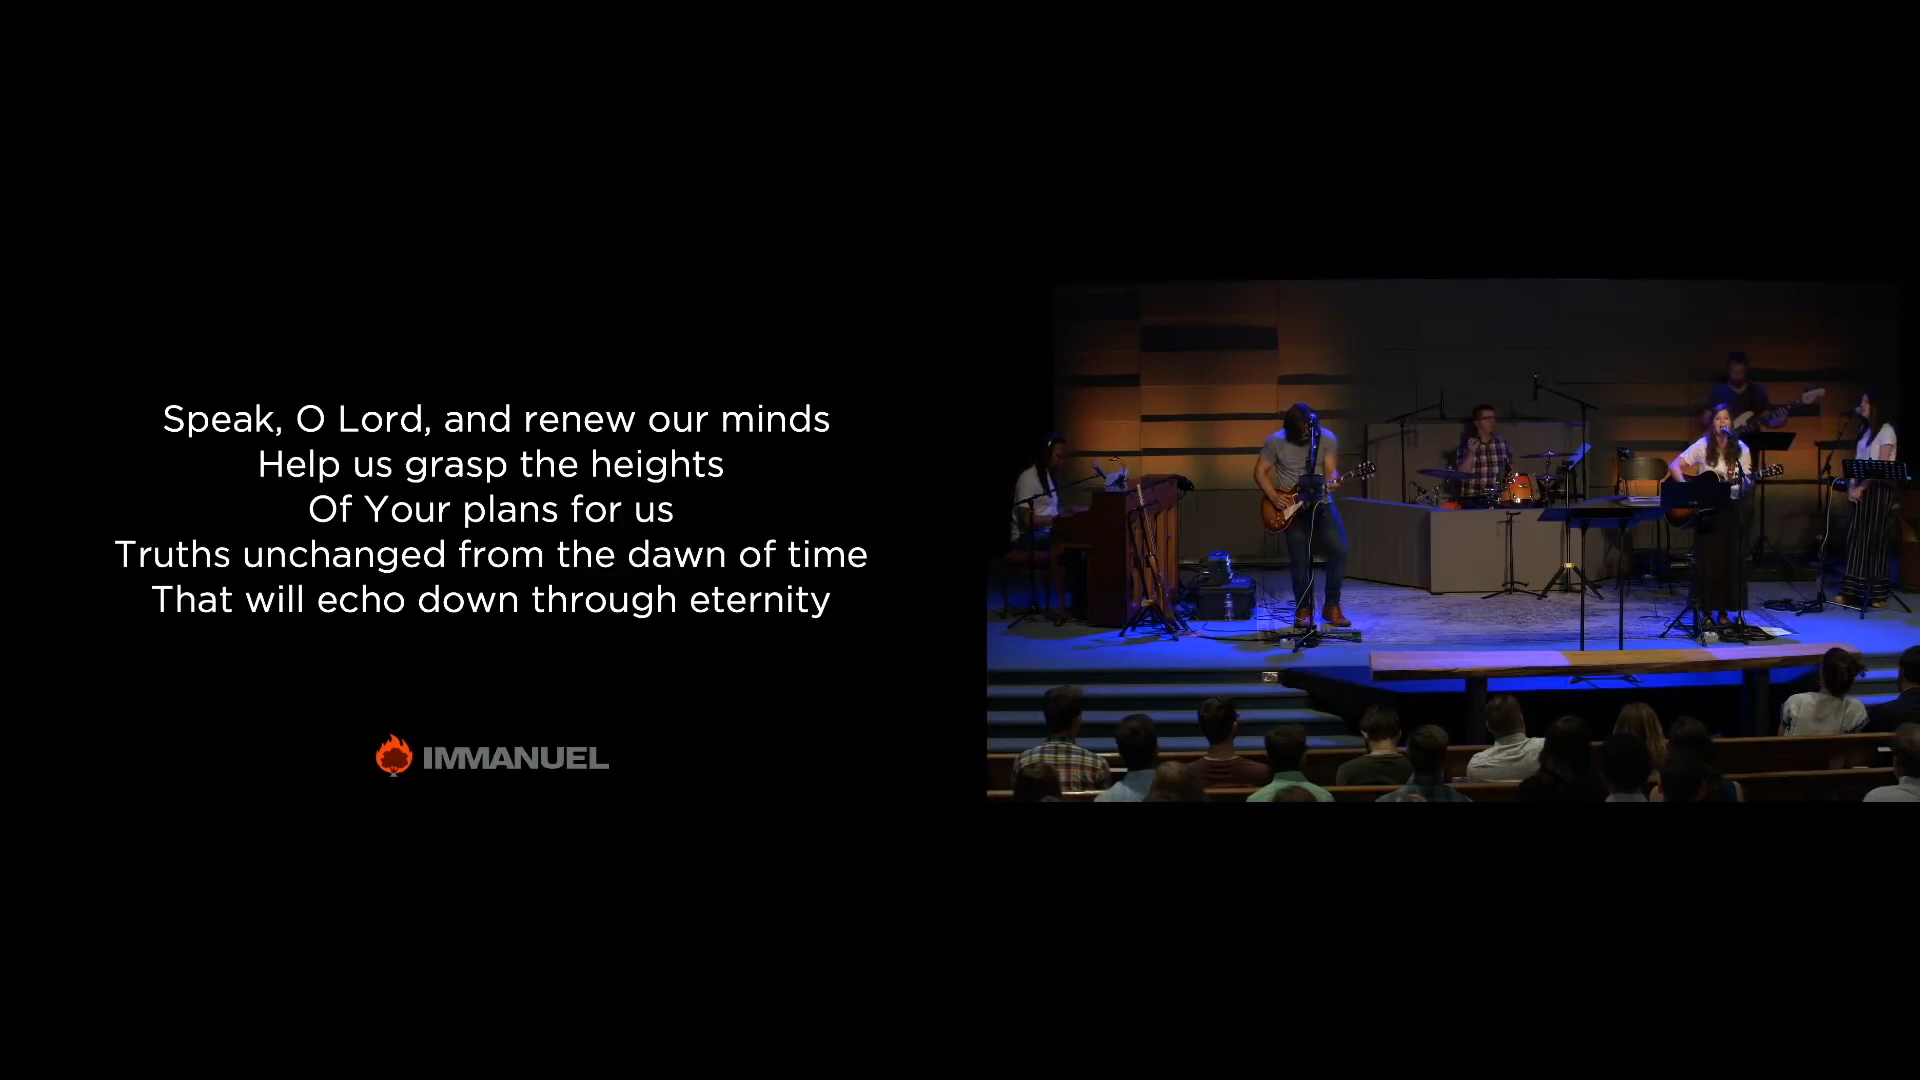 Speak, O Lord, and renew our minds
Help us grasp the heights
Of Your plans for us
Truths unchanged from the dawn of time
That will echo down through eternity
IMMANUEL